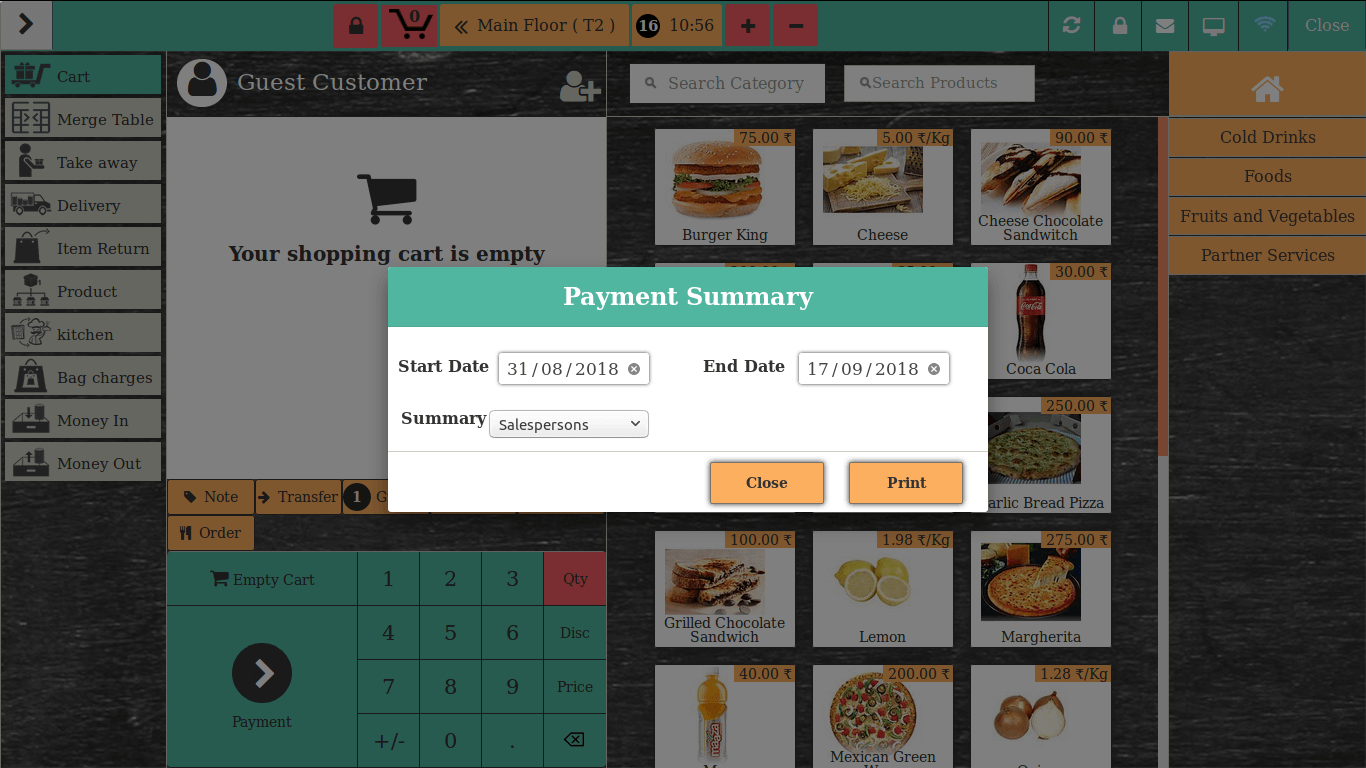 0
Main Floor ( T2 )
16 10:56
Close
Cart
Merge Table
Take away
Delivery
Item Return
Product
kitchen
Bag charges
Money In
Money Out
Guest Customer
Your shopping cart is empty
Note
Transfer
1 G
Order
Empty Cart
1 2 3 Qty
4 5 6 Disc
7 8 9 Price
+/- 0 .
Payment
Search Category
Search Products
75.00 ₹
Burger King
5.00 ₹/Kg
Cheese
90.00 ₹
Cheese Chocolate
Sandwitch
30.00 ₹
Coca Cola
250.00 ₹
arlic Bread Pizza
100.00 ₹
Grilled Chocolate
Sandwich
1.98 ₹/Kg
Lemon
275.00 ₹
Margherita
40.00 ₹
200.00 ₹
Mexican Green
1.28 ₹/Kg
Cold Drinks
Foods
Fruits and Vegetables
Partner Services
Payment Summary
Start Date 31/08/2018
End Date 17/09/2018
Summary Salespersons
Close
Print